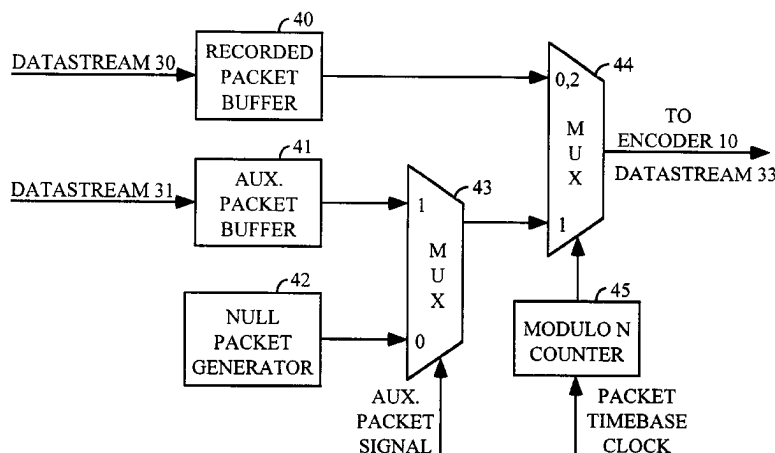 40
DATASTREAM 30
RECORDED
PACKET
BUFFER
0,2
44
M
U
X
TO
ENCODER 10
DATASTREAM 33
41
DATASTREAM 31
AUX.
PACKET
BUFFER
43
1
M
U
X
1
42
NULL
PACKET
GENERATOR
0
45
MODULO N
COUNTER
AUX.
PACKET
SIGNAL
PACKET
TIMEBASE
CLOCK